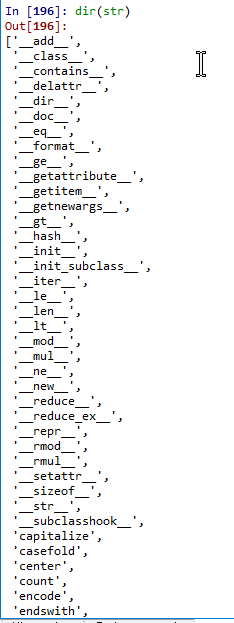 In [196]: dir(str)
Out[196]:
['__add__',
'__class__',
'__contains__',
'__delattr__',
'__dir__',
'__doc__',
'__eq__',
'__format__',
'__ge__',
'__getattribute__',
'__getitem__',
'__getnewargs__',
'__gt__',
'__hash__',
'__init__',
'__init_subclass__',
'__iter__',
'__le__',
'__len__',
'__lt__',
'__mod__',
'__mul__',
'__ne__',
'__new__',
'__reduce__',
'__reduce_ex__',
'__repr__',
'__rmod__',
'__rmul__',
'__setattr__',
'__sizeof__',
'__str__',
'__subclasshook__',
'capitalize',
'casefold',
'center',
'count',
'encode',
'endswith',